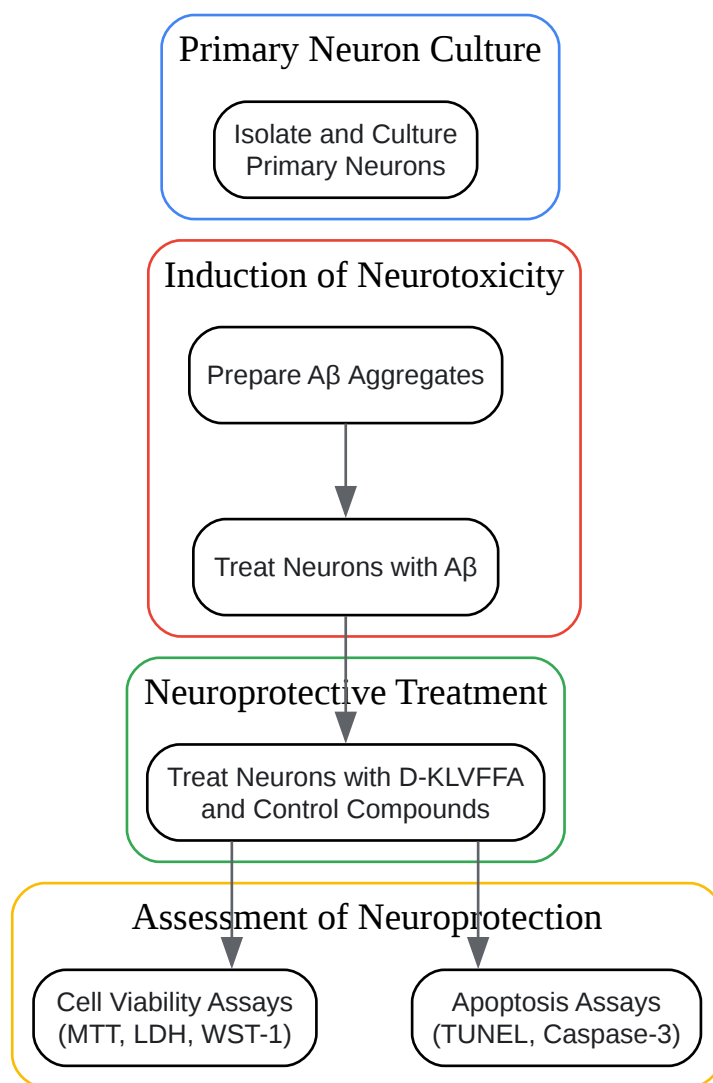 Primary Neuron Culture
Isolate and Culture
Primary Neurons
Induction of Neurotoxicity
Prepare Aβ Aggregates
Treat Neurons with Aβ
Neuroprotective Treatment
Treat Neurons with D-KLVFFA
and Control Compounds
Assessment of Neuroprotection
Cell Viability Assays
(MTT, LDH, WST-1)
Apoptosis Assays
(TUNEL, Caspase-3)